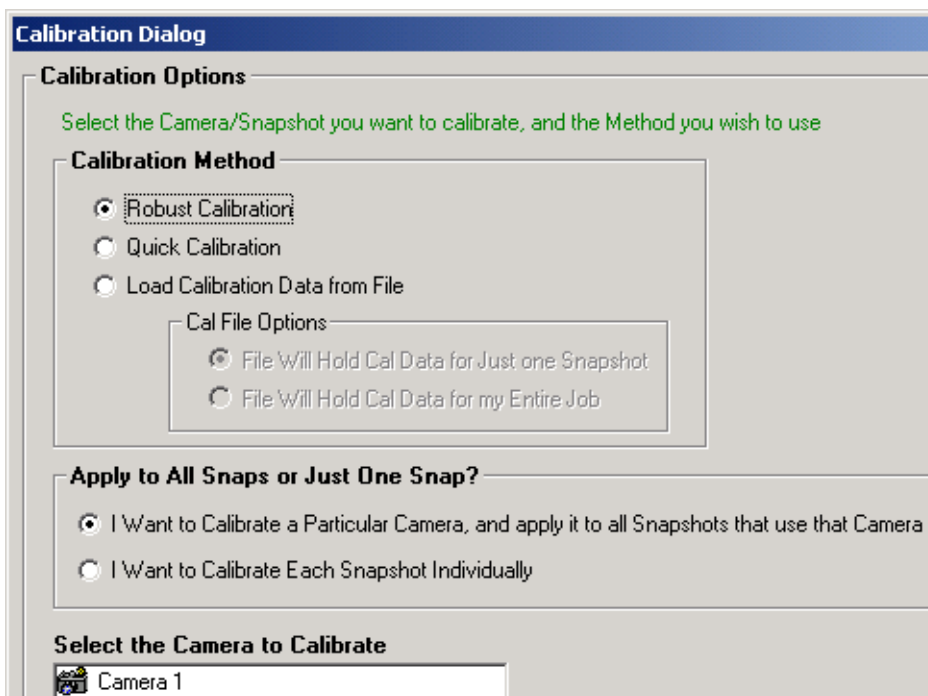 Calibration Dialog
Calibration Options
Select the Camera/Snapshot you want to calibrate, and the Method you wish to use
Calibration Method
Robust Calibration
Quick Calibration
Load Calibration Data from File
Cal File Options
File Will Hold Cal Data for Just one Snapshot
File Will Hold Cal Data for my Entire Job
Apply to All Snaps or Just One Snap?
I Want to Calibrate a Particular Camera, and apply it to all Snapshots that use that Camera
I Want to Calibrate Each Snapshot Individually
Select the Camera to Calibrate
Camera 1